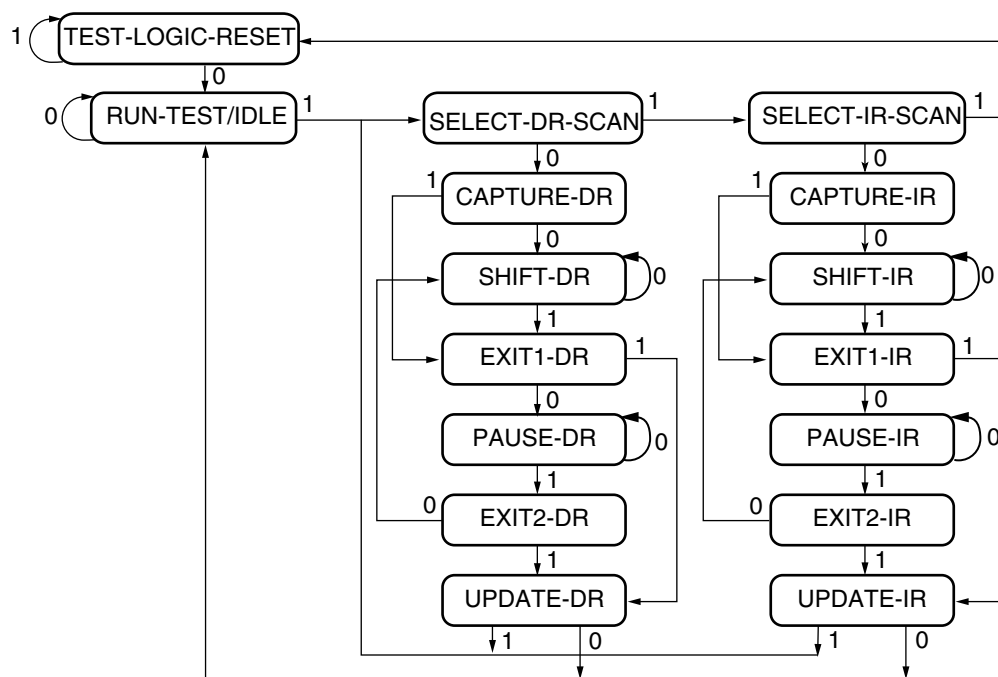 TEST-LOGIC-RESET
1
0
RUN-TEST/IDLE
0
1
SELECT-DR-SCAN
1
0
SELECT-IR-SCAN
1
0
1
CAPTURE-DR
0
1
CAPTURE-IR
0
SHIFT-DR
0
1
SHIFT-IR
0
1
EXIT1-DR
1
0
EXIT1-IR
1
0
PAUSE-DR
0
1
PAUSE-IR
0
1
0
EXIT2-DR
1
0
EXIT2-IR
1
UPDATE-DR
1
0
UPDATE-IR
1
0